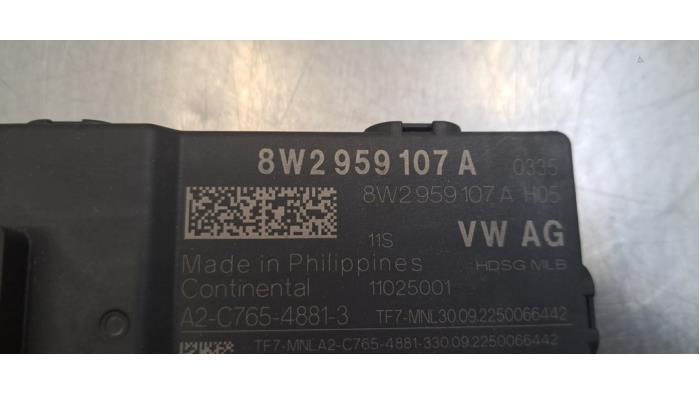 8W2 959 107 A 0335
8W2 959 107 A H05
11S VW AG
Made in Philippines HDSG MLB
Continental 11025001
A2-C765-4881-3 TF7-MNL30.09.2250066442
TF7-MNLA2-C765-4881-330.09.2250066442